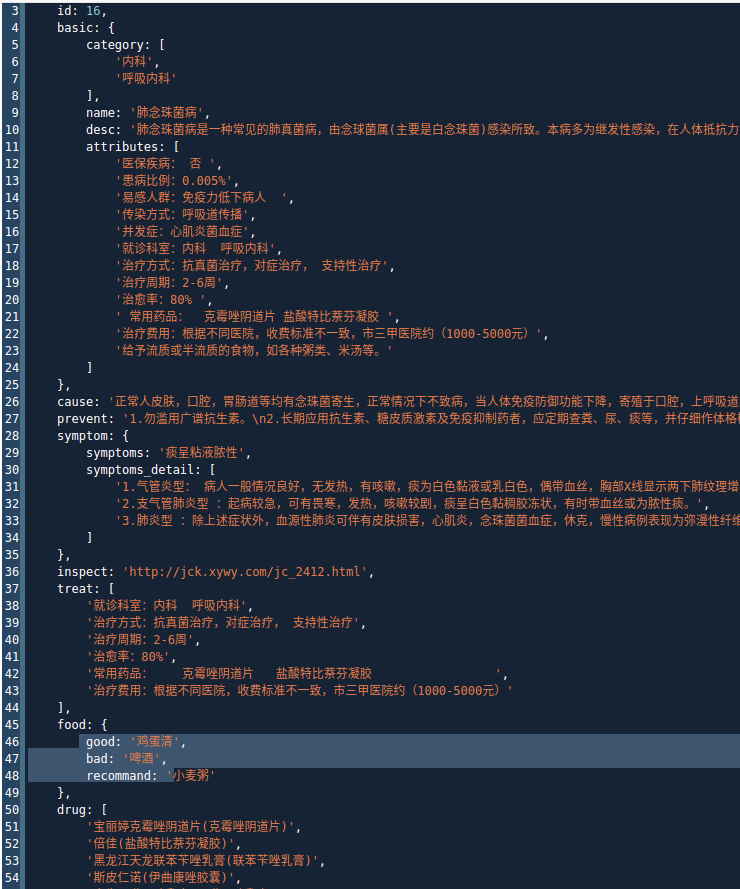 3 id: 16,
4 basic: {
5 category: [
6 '内科',
7 '呼吸内科'
8 ],
9 name: '肺念珠菌病',
10 desc: '肺念珠菌病是一种常见的肺真菌病，由念球菌属(主要是白念珠菌)感染所致。本病多为继发性感染，在人体抵抗力
11 attributes: [
12 '医保疾病： 否 ',
13 '患病比例：0.005%',
14 '易感人群：免疫力低下病人  ',
15 '传染方式：呼吸道传播',
16 '并发症：心肌炎菌血症',
17 '就诊科室：内科  呼吸内科',
18 '治疗方式：抗真菌治疗，对症治疗， 支持性治疗',
19 '治疗周期：2-6周',
20 '治愈率：80% ',
21 ' 常用药品：  克霉唑阴道片 盐酸特比萘芬凝胶 ',
22 '治疗费用：根据不同医院，收费标准不一致，市三甲医院约（1000-5000元）',
23 '给予流质或半流质的食物，如各种粥类、米汤等。'
24 ]
25 },
26 cause: '正常人皮肤，口腔，胃肠道等均有念珠菌寄生，正常情况下不致病，当人体免疫防御功能下降，寄殖于口腔，上呼吸道
27 prevent: '1.勿滥用广谱抗生素。\n2.长期应用抗生素、糖皮质激素及免疫抑制药者，应定期查粪、尿、痰等，并仔细作体格
28 symptom: {
29 symptoms: '痰呈粘液脓性',
30 symptoms_detail: [
31 '1.气管炎型： 病人一般情况良好，无发热，有咳嗽，痰为白色黏液或乳白色，偶带血丝，胸部X线显示两下肺纹理增
32 '2.支气管肺炎型 ：起病较急，可有畏寒，发热，咳嗽较剧，痰呈白色黏稠胶冻状，有时带血丝或为脓性痰。',
33 '3.肺炎型 ：除上述症状外，血源性肺炎可伴有皮肤损害，心肌炎，念珠菌菌血症，休克，慢性病例表现为弥漫性纤维
34 ]
35 },
36 inspect: 'http://jck.xywy.com/jc_2412.html',
37 treat: [
38 '就诊科室：内科  呼吸内科',
39 '治疗方式：抗真菌治疗，对症治疗， 支持性治疗',
40 '治疗周期：2-6周',
41 '治愈率：80%',
42 '常用药品：    克霉唑阴道片   盐酸特比萘芬凝胶                 ',
43 '治疗费用：根据不同医院，收费标准不一致，市三甲医院约（1000-5000元）'
44 ],
45 food: {
46 good: '鸡蛋清',
47 bad: '啤酒',
48 recommand: '小麦粥'
49 },
50 drug: [
51 '宝丽婷克霉唑阴道片(克霉唑阴道片)',
52 '倍佳(盐酸特比萘芬凝胶)',
53 '黑龙江天龙联苯苄唑乳膏(联苯苄唑乳膏)',
54 '斯皮仁诺(伊曲康唑胶囊)',